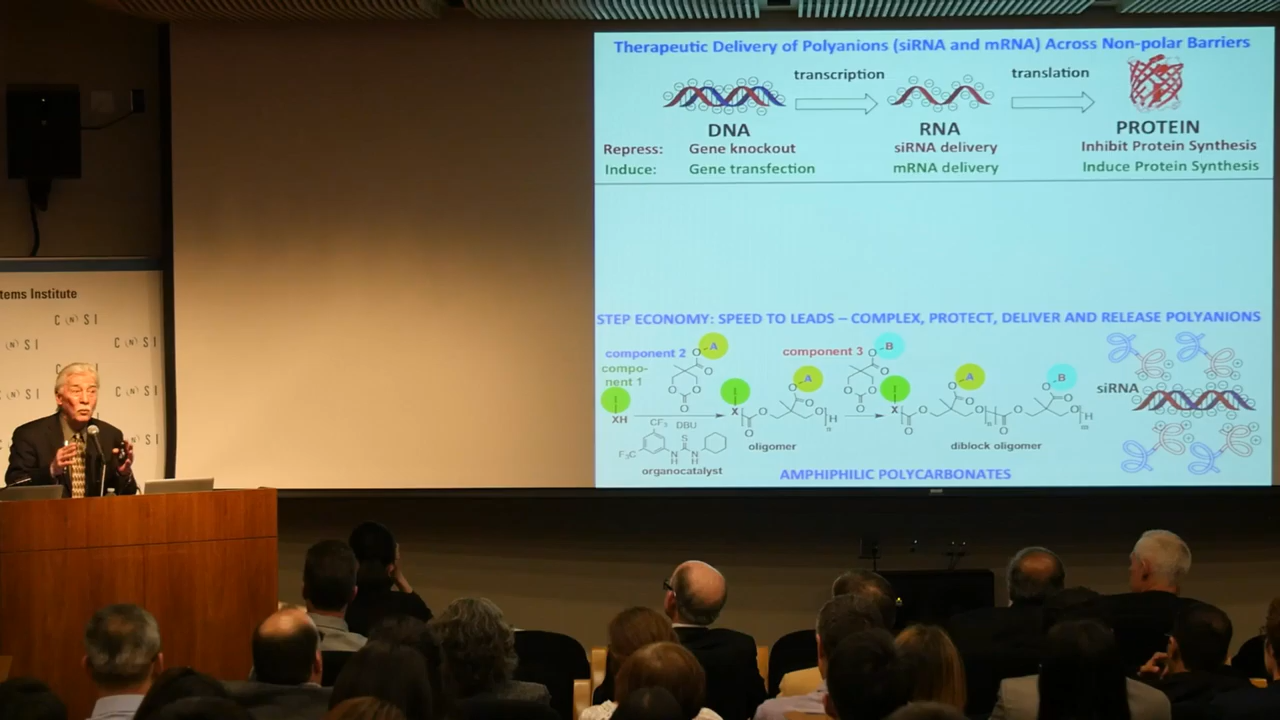 Therapeutic Delivery of Polyanions (siRNA and mRNA) Across Non-polar Barriers
transcription
translation
DNA
RNA
PROTEIN
Repress:
Gene knockout
siRNA delivery
Inhibit Protein Synthesis
Induce:
Gene transfection
mRNA delivery
Induce Protein Synthesis
STEP ECONOMY: SPEED TO LEADS – COMPLEX, PROTECT, DELIVER AND RELEASE POLYANIONS
component 2
O
A
component 3
O
B
compo-
nent 1
O
O
O
O
O
O
O
O
XH
CF₃
DBU
F₃C
S
N
H
N
H
organocatalyst
X
O
O
A
O
O
O
H
n
oligomer
X
O
O
A
O
O
O
n
O
O
B
O
O
O
H
m
diblock oligomer
siRNA
AMPHIPHILIC POLYCARBONATES
tems Institute
C (N) S I
(N) S I
C (N) S I
C
C (N) S I
(N) S I
S I